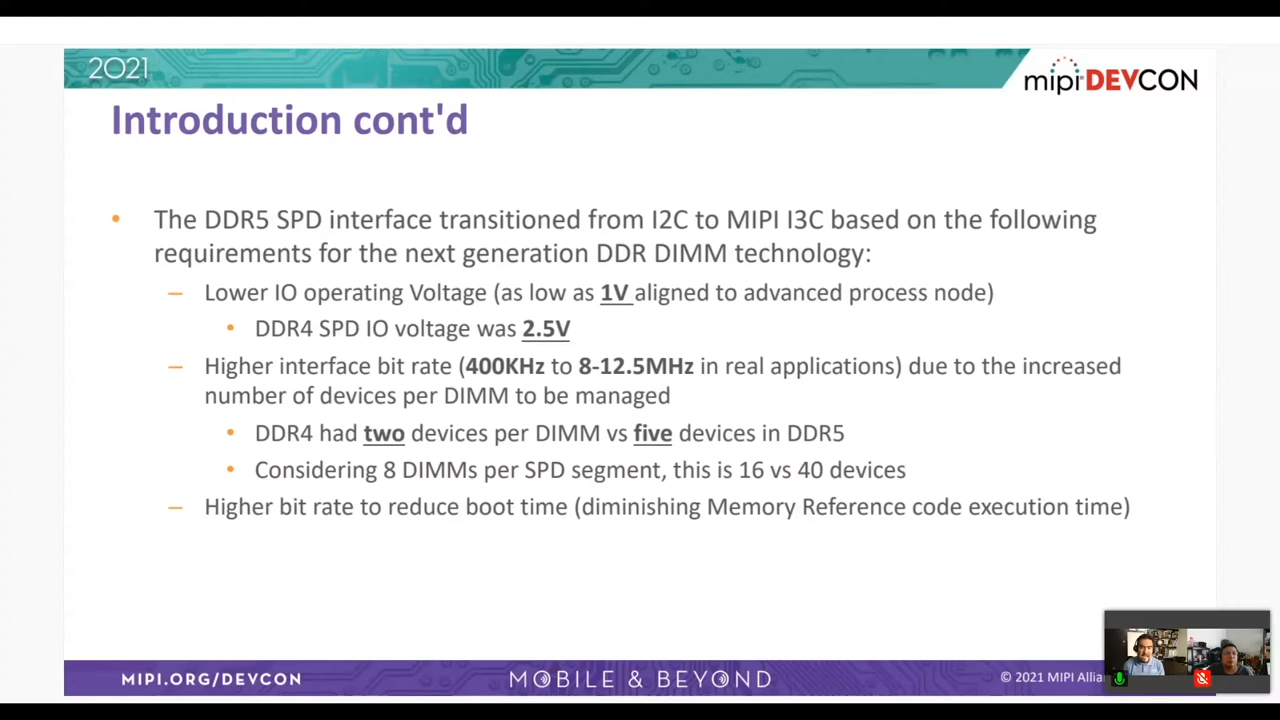 2021
mipi DEVCON
Introduction cont'd
• The DDR5 SPD interface transitioned from I2C to MIPI I3C based on the following
requirements for the next generation DDR DIMM technology:
– Lower IO operating Voltage (as low as 1V aligned to advanced process node)
• DDR4 SPD IO voltage was 2.5V
– Higher interface bit rate (400KHz to 8-12.5MHz in real applications) due to the increased
number of devices per DIMM to be managed
• DDR4 had two devices per DIMM vs five devices in DDR5
• Considering 8 DIMMs per SPD segment, this is 16 vs 40 devices
– Higher bit rate to reduce boot time (diminishing Memory Reference code execution time)
MIPI.ORG/DEVCON
MOBILE & BEYOND
© 2021 MIPI